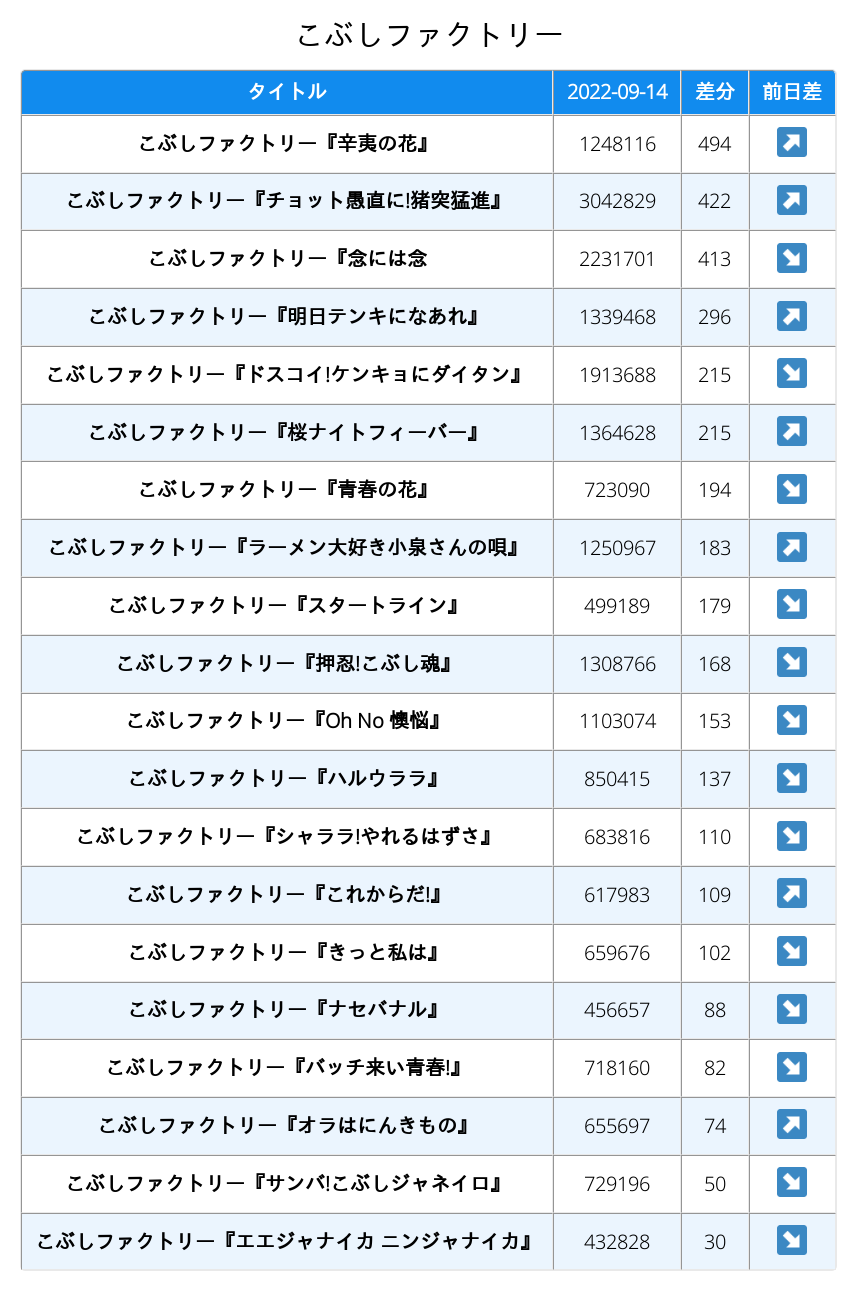 こぶしファクトリー
タイトル 2022-09-14 差分 前日差
こぶしファクトリー『辛夷の花』 1248116 494 ↗
こぶしファクトリー『チョット愚直に!猪突猛進』 3042829 422 ↗
こぶしファクトリー『念には念 2231701 413 ↘
こぶしファクトリー『明日テンキになあれ』 1339468 296 ↗
こぶしファクトリー『ドスコイ!ケンキョにダイタン』 1913688 215 ↘
こぶしファクトリー『桜ナイトフィーバー』 1364628 215 ↗
こぶしファクトリー『青春の花』 723090 194 ↘
こぶしファクトリー『ラーメン大好き小泉さんの唄』 1250967 183 ↗
こぶしファクトリー『スタートライン』 499189 179 ↘
こぶしファクトリー『押忍!こぶし魂』 1308766 168 ↘
こぶしファクトリー『Oh No 懊悩』 1103074 153 ↘
こぶしファクトリー『ハルウララ』 850415 137 ↘
こぶしファクトリー『シャララ!やれるはずさ』 683816 110 ↘
こぶしファクトリー『これからだ!』 617983 109 ↗
こぶしファクトリー『きっと私は』 659676 102 ↘
こぶしファクトリー『ナセバナル』 456657 88 ↘
こぶしファクトリー『バッチ来い青春!』 718160 82 ↘
こぶしファクトリー『オラはにんきもの』 655697 74 ↗
こぶしファクトリー『サンバ!こぶしジャネイロ』 729196 50 ↘
こぶしファクトリー『エエジャナイカ ニンジャナイカ』 432828 30 ↘